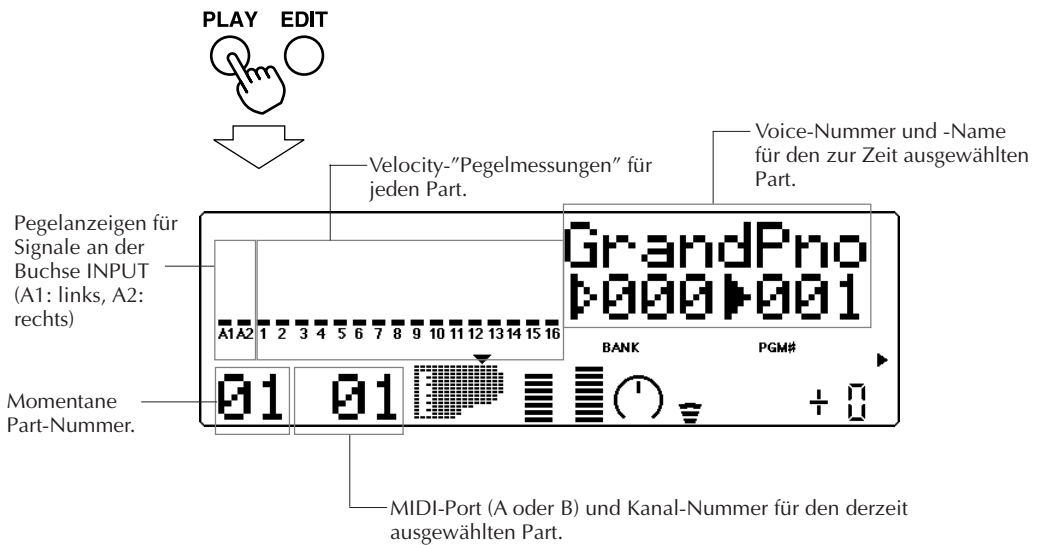 PLAY EDIT
Voice-Nummer und -Name
für den zur Zeit ausgewählten
Part.
Velocity-”Pegelmessungen” für
jeden Part.
Pegelanzeigen für
Signale an der
Buchse INPUT
(A1: links, A2:
rechts)
GrandPno
000 001
A1 A2 1 2 3 4 5 6 7 8 9 10 11 12 13 14 15 16
BANK PGM#
01 01 + 0
Momentane
Part-Nummer.
MIDI-Port (A oder B) und Kanal-Nummer für den derzeit
ausgewählten Part.